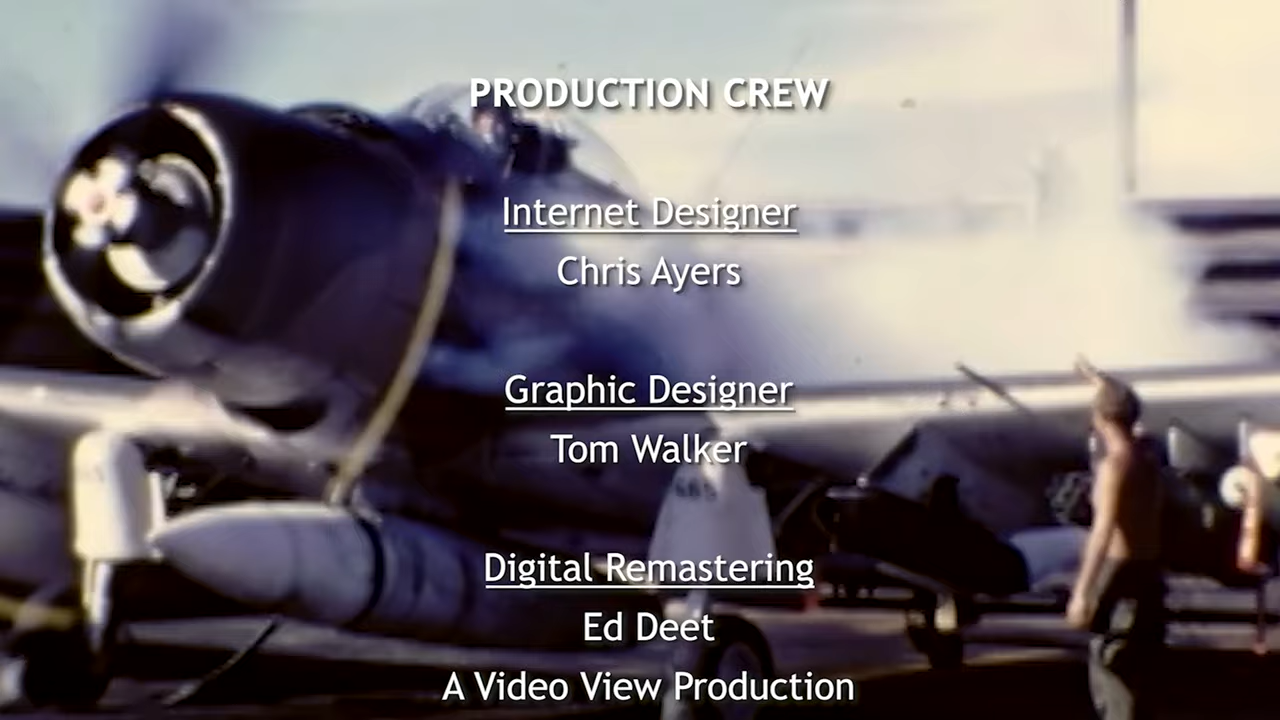 PRODUCTION CREW
Internet Designer
Chris Ayers
Graphic Designer
Tom Walker
Digital Remastering
Ed Deet
A Video View Production